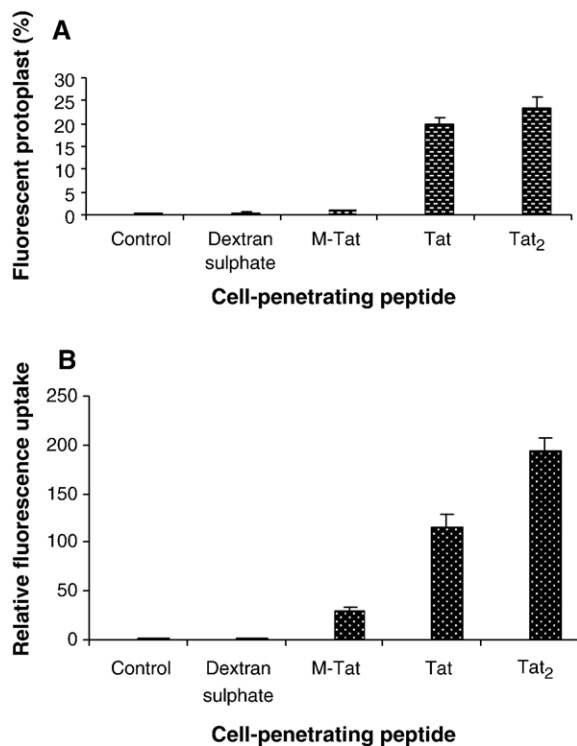 A
Fluorescent protoplast (%)
30
25
20
15
10
5
0
Control Dextran sulphate M-Tat Tat Tat₂
Cell-penetrating peptide
B
Relative fluorescence uptake
250
200
150
100
50
0
Control Dextran sulphate M-Tat Tat Tat₂
Cell-penetrating peptide